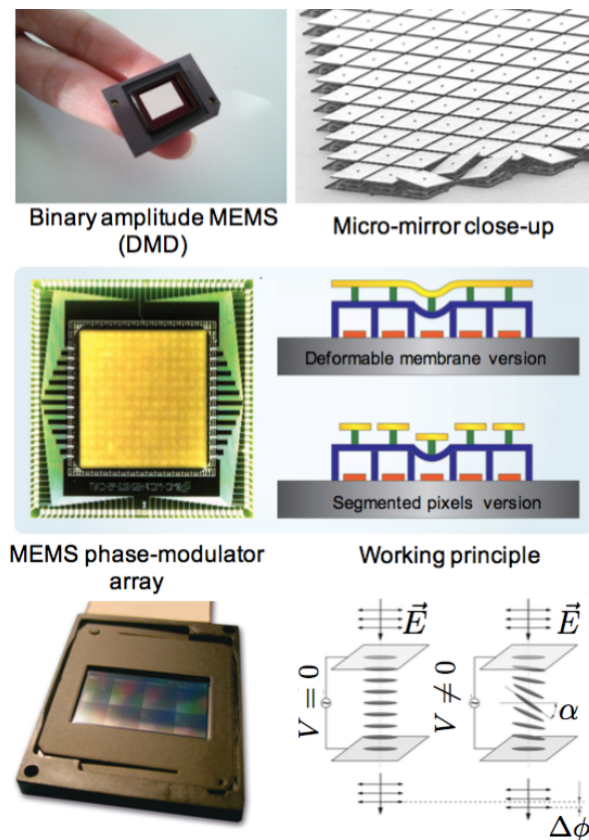 Binary amplitude MEMS
(DMD)
Micro-mirror close-up
Deformable membrane version
Segmented pixels version
MEMS phase-modulator
array
Working principle
E
E
V = 0
V ≠ 0
α
Δϕ